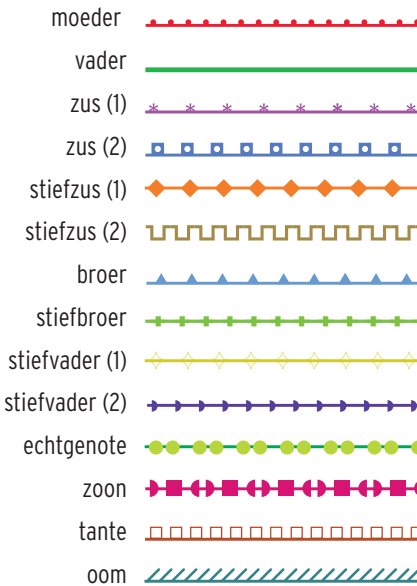 moeder
vader
zus (1)
zus (2)
stiefzus (1)
stiefzus (2)
broer
stiefbroer
stiefvader (1)
stiefvader (2)
echtgenote
zoon
tante
oom